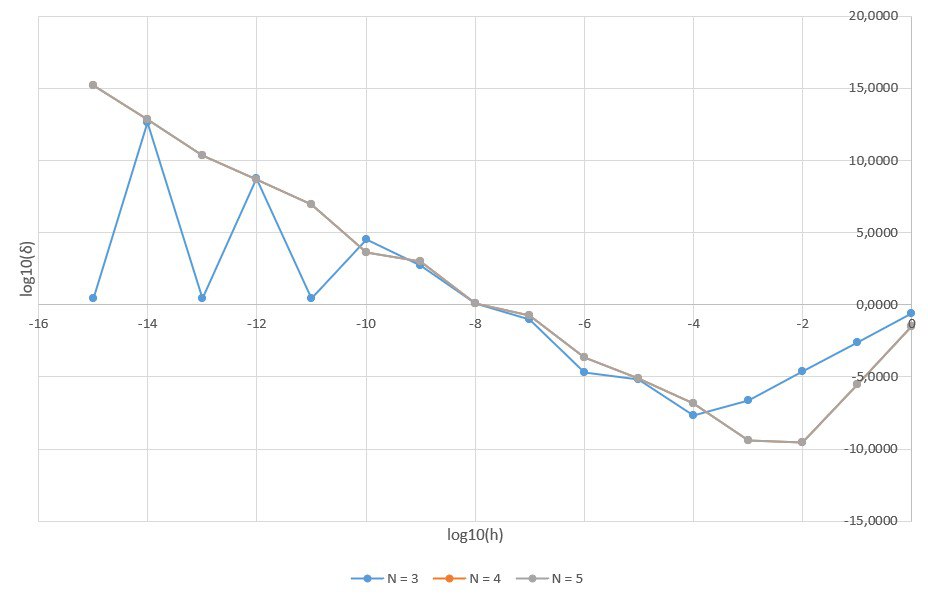 20,0000
15,0000
10,0000
5,0000
0,0000
-5,0000
-10,0000
-15,0000
-16 -14 -12 -10 -8 -6 -4 -2 0
log10(δ)
log10(h)
N = 3 N = 4 N = 5